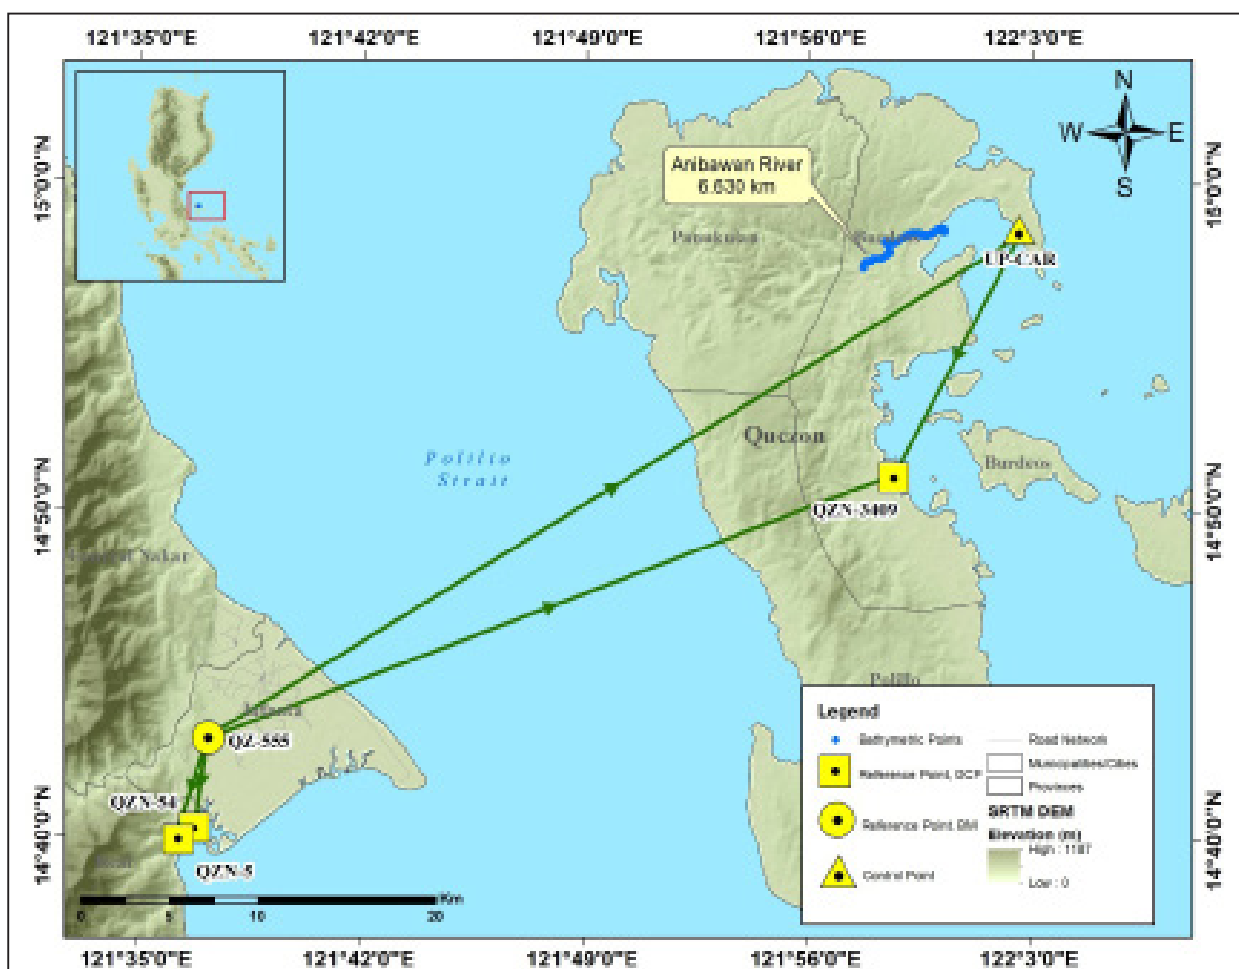 121°35'0"E 121°42'0"E 121°49'0"E 121°56'0"E 122°3'0"E
N
W E
S
15°0'0"N
15°0'0"N
Anibawan River
6.630 km
UP-CAR
Polillo
Strait
Quezon
Burdeos
QZN-3409
14°50'0"N
14°50'0"N
Polillo
QZ-555
QZN-5
14°40'0"N
14°40'0"N
Legend
Bathymetric Points
Reference Point, GCP
Reference Point, BM
Control Point
Road Network
Municipalities/Cities
Provinces
SRTM DEM
Elevation (m)
High : 1187
Low : 0
Km
0 5 10 20
121°35'0"E 121°42'0"E 121°49'0"E 121°56'0"E 122°3'0"E